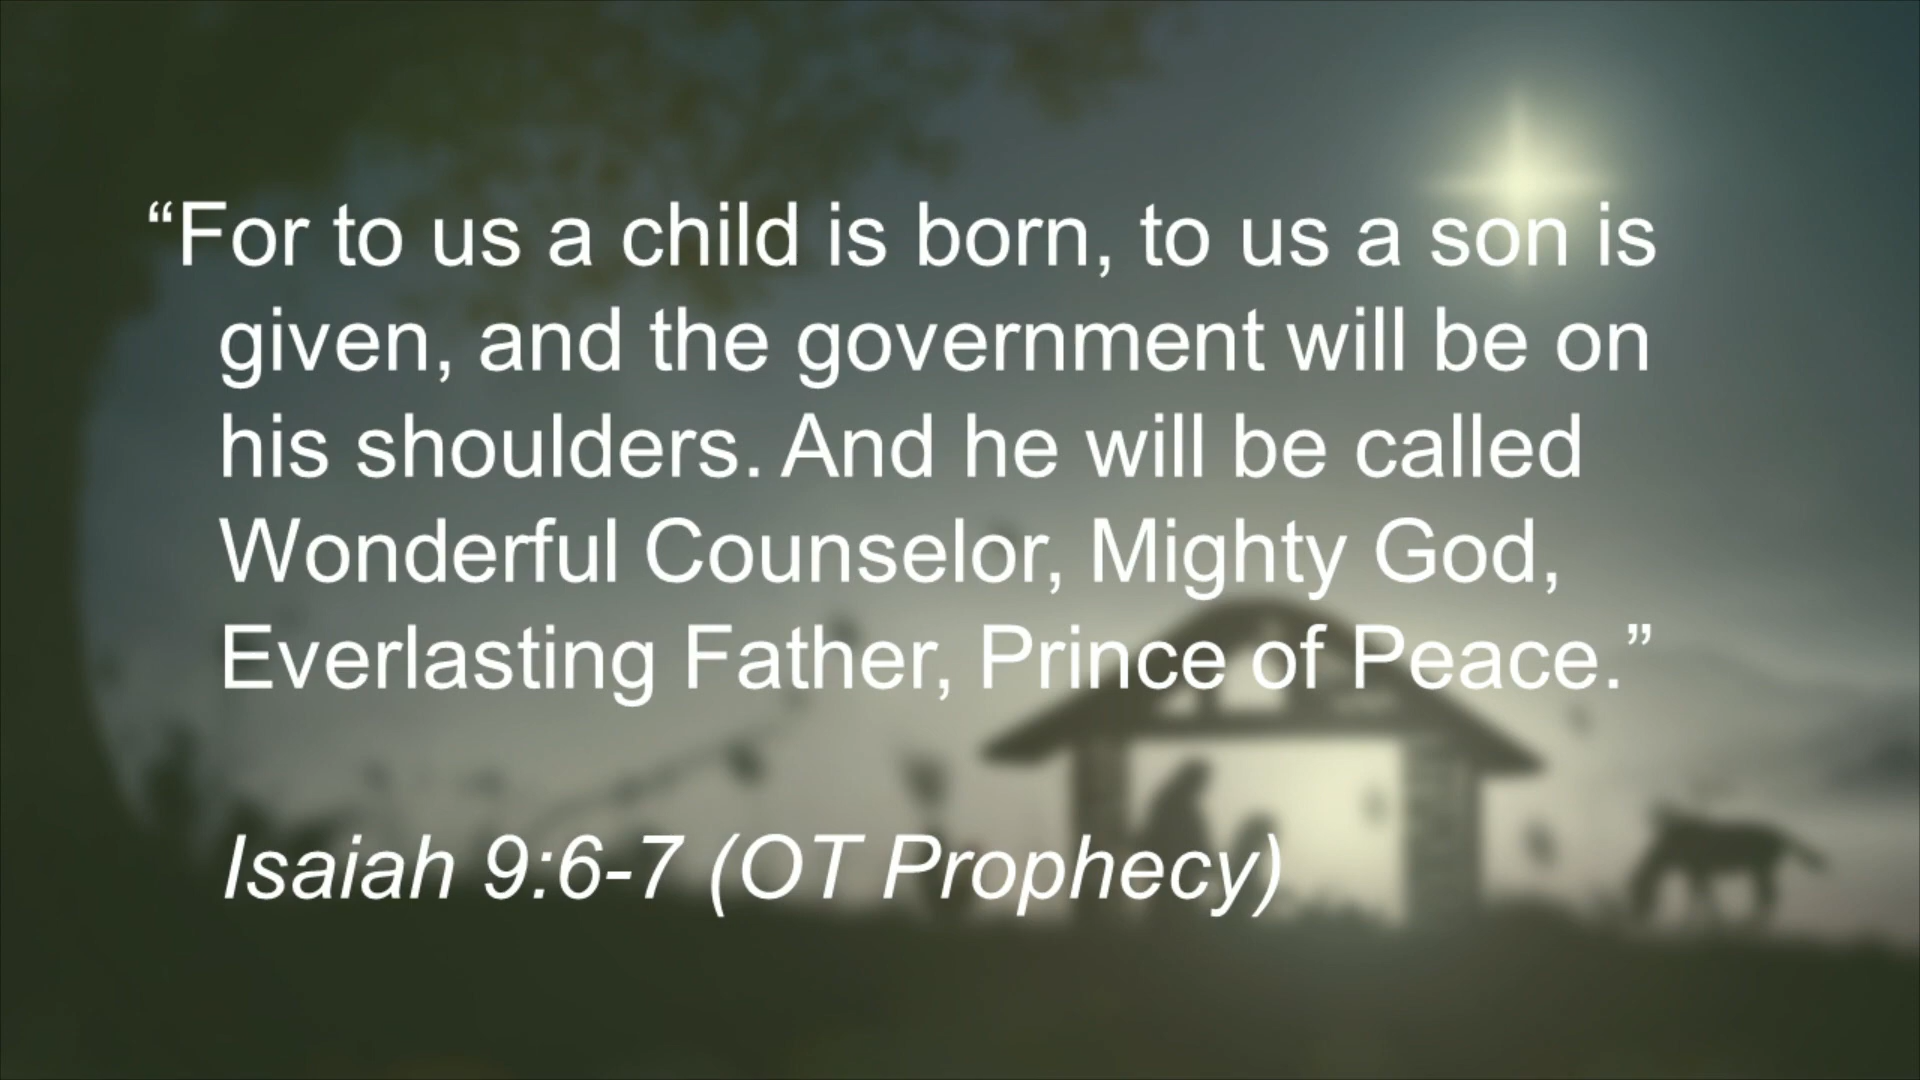 “For to us a child is born, to us a son is
given, and the government will be on
his shoulders. And he will be called
Wonderful Counselor, Mighty God,
Everlasting Father, Prince of Peace.”
Isaiah 9:6-7 (OT Prophecy)